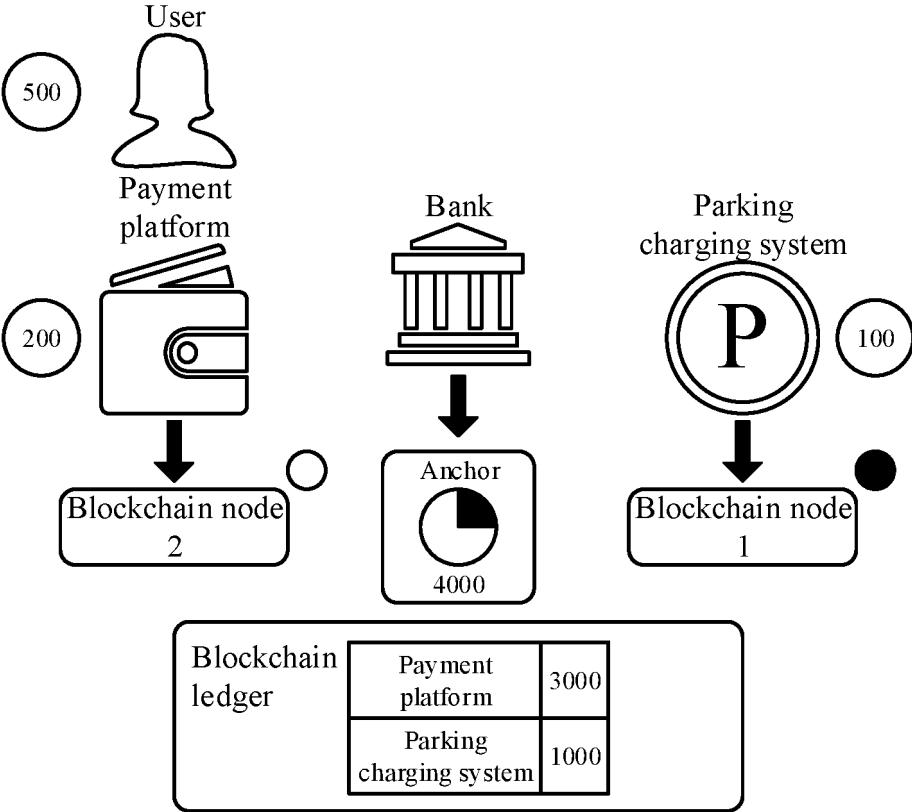 User
500
Payment
platform
200
Bank
Parking
charging system
P
100
Blockchain node
2
Anchor
4000
Blockchain node
1
Blockchain
ledger
Payment
platform
3000
Parking
charging system
1000